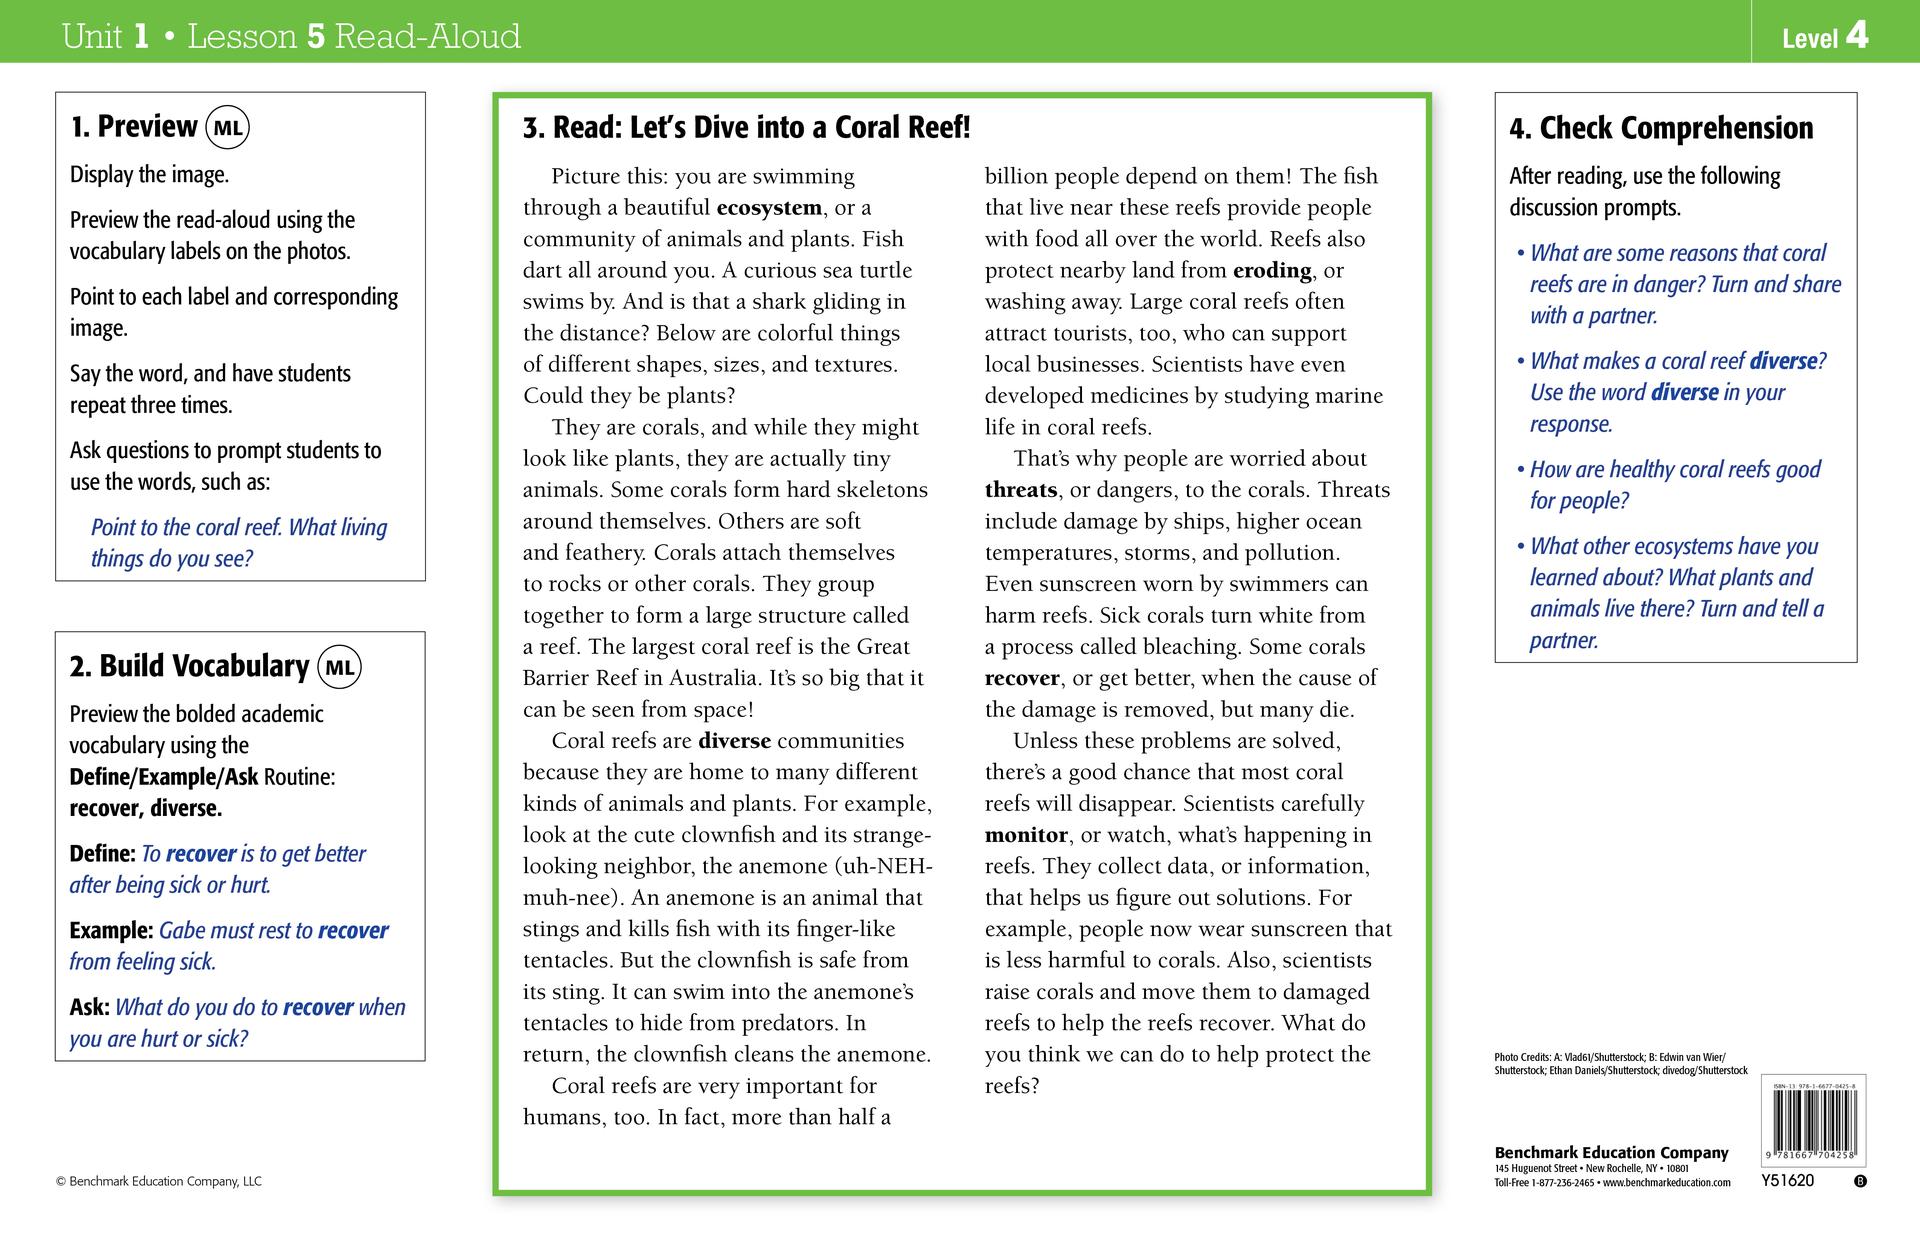 Unit 1 • Lesson 5 Read-Aloud
Level 4
1. Preview ML
Display the image.
Preview the read-aloud using the
vocabulary labels on the photos.
Point to each label and corresponding
image.
Say the word, and have students
repeat three times.
Ask questions to prompt students to
use the words, such as:
Point to the coral reef. What living
things do you see?
2. Build Vocabulary ML
Preview the bolded academic
vocabulary using the
Define/Example/Ask Routine:
recover, diverse.
Define: To recover is to get better
after being sick or hurt.
Example: Gabe must rest to recover
from feeling sick.
Ask: What do you do to recover when
you are hurt or sick?
© Benchmark Education Company, LLC
3. Read: Let's Dive into a Coral Reef!
Picture this: you are swimming
through a beautiful ecosystem, or a
community of animals and plants. Fish
dart all around you. A curious sea turtle
swims by. And is that a shark gliding in
the distance? Below are colorful things
of different shapes, sizes, and textures.
Could they be plants?
They are corals, and while they might
look like plants, they are actually tiny
animals. Some corals form hard skeletons
around themselves. Others are soft
and feathery. Corals attach themselves
to rocks or other corals. They group
together to form a large structure called
a reef. The largest coral reef is the Great
Barrier Reef in Australia. It's so big that it
can be seen from space!
Coral reefs are diverse communities
because they are home to many different
kinds of animals and plants. For example,
look at the cute clownfish and its strange-
looking neighbor, the anemone (uh-NEH-
muh-nee). An anemone is an animal that
stings and kills fish with its finger-like
tentacles. But the clownfish is safe from
its sting. It can swim into the anemone's
tentacles to hide from predators. In
return, the clownfish cleans the anemone.
Coral reefs are very important for
humans, too. In fact, more than half a
billion people depend on them! The fish
that live near these reefs provide people
with food all over the world. Reefs also
protect nearby land from eroding, or
washing away. Large coral reefs often
attract tourists, too, who can support
local businesses. Scientists have even
developed medicines by studying marine
life in coral reefs.
That's why people are worried about
threats, or dangers, to the corals. Threats
include damage by ships, higher ocean
temperatures, storms, and pollution.
Even sunscreen worn by swimmers can
harm reefs. Sick corals turn white from
a process called bleaching. Some corals
recover, or get better, when the cause of
the damage is removed, but many die.
Unless these problems are solved,
there's a good chance that most coral
reefs will disappear. Scientists carefully
monitor, or watch, what's happening in
reefs. They collect data, or information,
that helps us figure out solutions. For
example, people now wear sunscreen that
is less harmful to corals. Also, scientists
raise corals and move them to damaged
reefs to help the reefs recover. What do
you think we can do to help protect the
reefs?
4. Check Comprehension
After reading, use the following
discussion prompts.
• What are some reasons that coral
reefs are in danger? Turn and share
with a partner.
• What makes a coral reef diverse?
Use the word diverse in your
response.
• How are healthy coral reefs good
for people?
• What other ecosystems have you
learned about? What plants and
animals live there? Turn and tell a
partner.
Photo Credits: A: Vlad61/Shutterstock; B: Edwin van Wier/
Shutterstock; Ethan Daniels/Shutterstock; divedog/Shutterstock
Benchmark Education Company
145 Huguenot Street • New Rochelle, NY • 10801
Toll-Free 1-877-236-2465 • www.benchmarkeducation.com
ISBN-13 978-1-6677-0425-8
9 781667 704258
Y51620
B